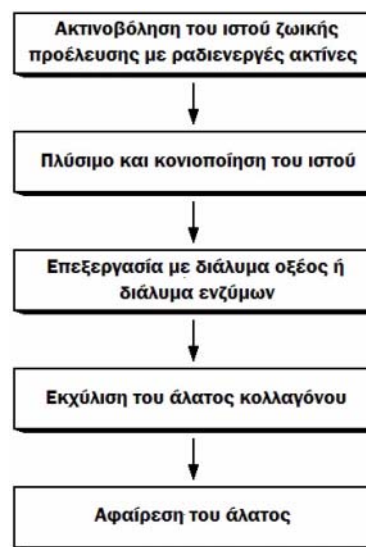 Ακτινοβόληση του ιστού ζωικής
προέλευσης με ραδιενεργές ακτίνες
Πλύσιμο και κονιοποίηση του ιστού
Επεξεργασία με διάλυμα οξέος ή
διάλυμα ενζύμων
Εκχύλιση του άλατος κολλαγόνου
Αφαίρεση του άλατος